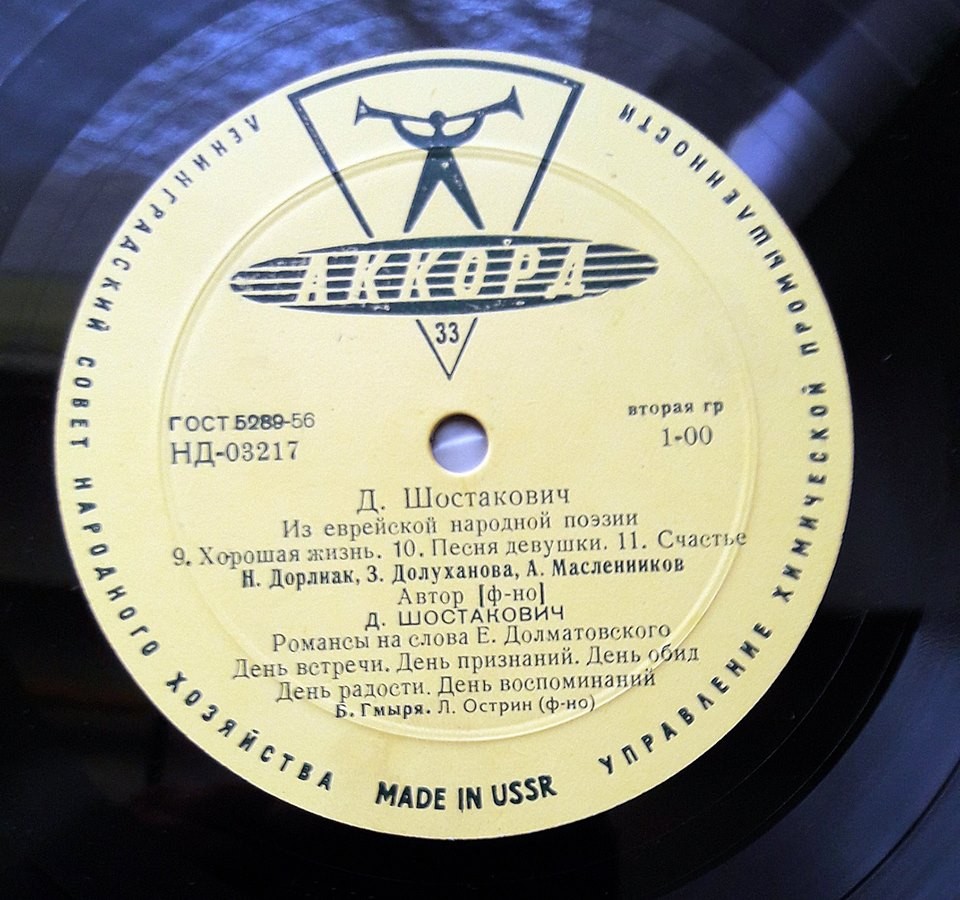 ЛЕНИНГРАДСКИЙ СОВЕТ НАРОДНОГО ХОЗЯЙСТВА
УПРАВЛЕНИЕ ХИМИЧЕСКОЙ ПРОМЫШЛЕННОСТИ
АККОРД
33
ГОСТ 5289-56
вторая гр
НД-03217
1-00
Д. Шостакович
Из еврейской народной поэзии
9. Хорошая жизнь. 10. Песня девушки. 11. Счастье
Н. Дорлиак, З. Долуханова, А. Масленников
Автор [ф-но]
Д. ШОСТАКОВИЧ
Романсы на слова Е. Долматовского
День встречи. День признаний. День обид
День радости. День воспоминаний
Б. Гмыря. Л. Острин (ф-но)
MADE IN USSR